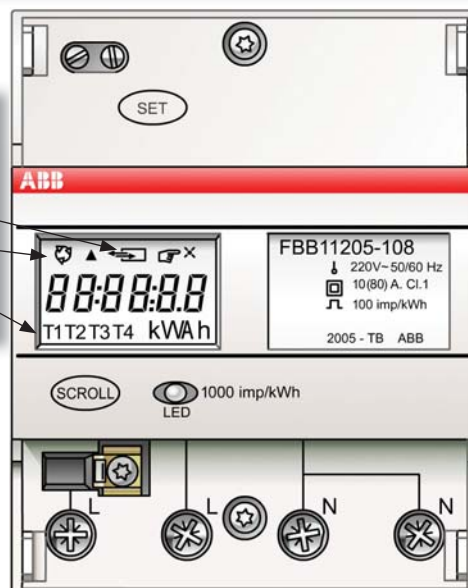 SET
ABB
88:88:8.8
T1T2T3T4 kWAh
FBB11205-108
220V~50/60 Hz
10(80) A. Cl.1
100 imp/kWh
2005 - TB ABB
SCROLL
1000 imp/kWh
LED
L L N N